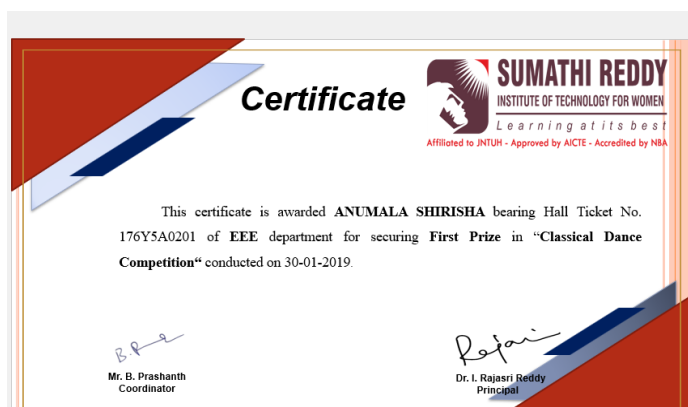 Certificate
SUMATHI REDDY
INSTITUTE OF TECHNOLOGY FOR WOMEN
Learning at its best
Affiliated to JNTUH - Approved by AICTE - Accredited by NBA
This certificate is awarded ANUMALA SHIRISHA bearing Hall Ticket No.
176Y5A0201 of EEE department for securing First Prize in “Classical Dance
Competition“ conducted on 30-01-2019.
Mr. B. Prashanth
Coordinator
Dr. I. Rajasri Reddy
Principal